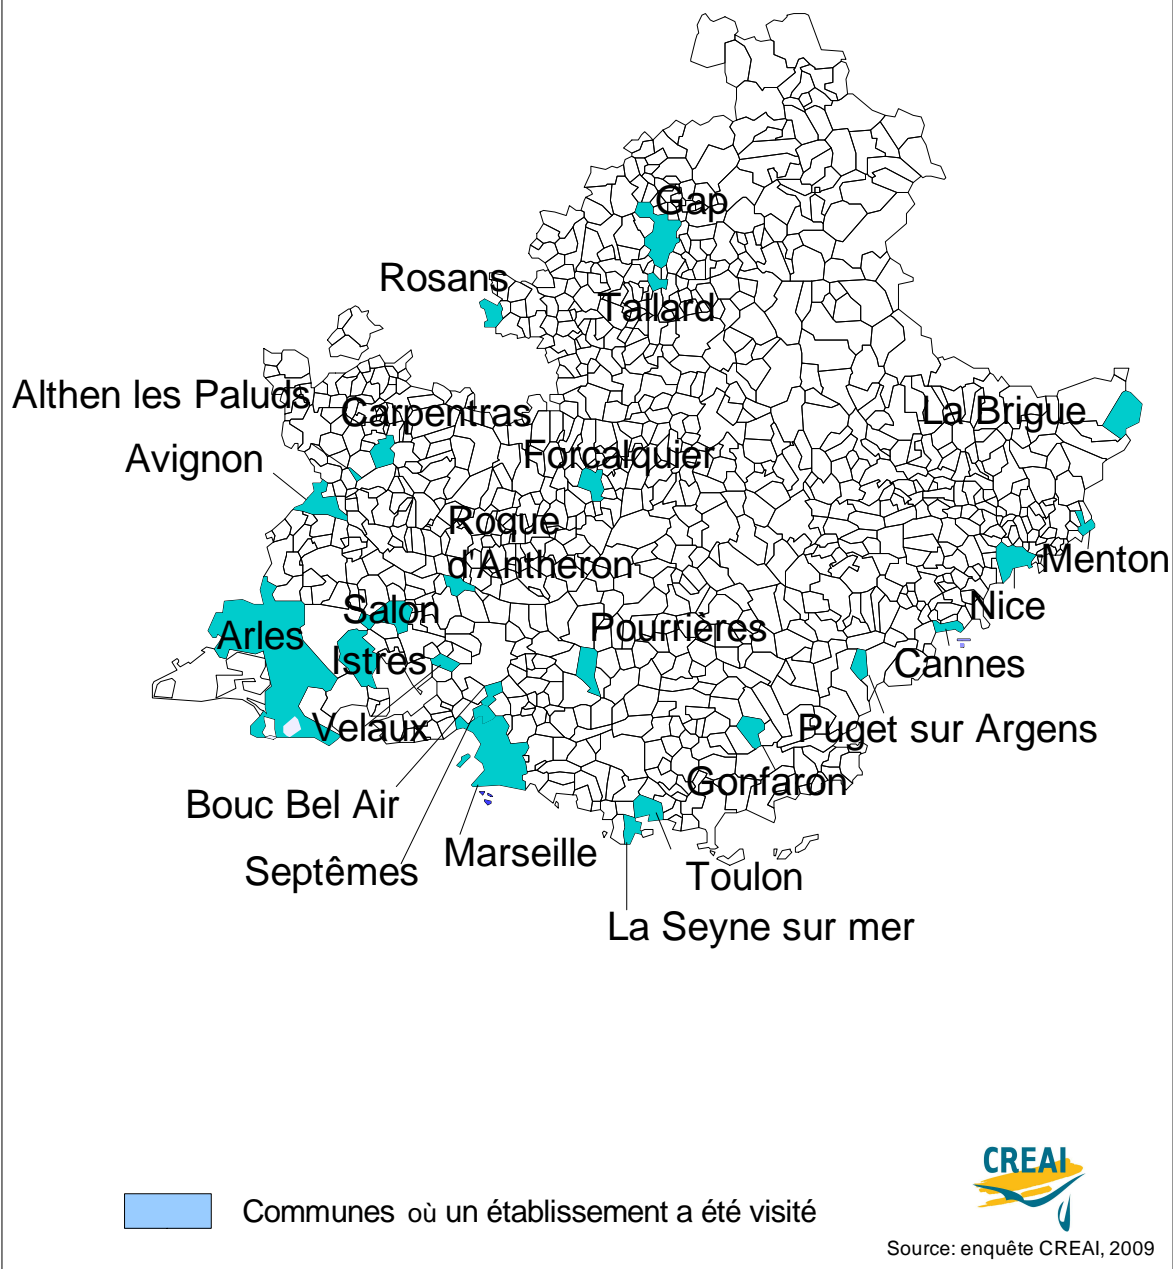 Gap
Rosans
Tallard
Althen les Paluds
Carpentras
La Brigue
Avignon
Forcalquier
Roque
d'Antheron
Menton
Salon
Nice
Arles
Pourrières
Istres
Cannes
Velaux
Puget sur Argens
Gonfaron
Bouc Bel Air
Marseille
Septêmes
Toulon
La Seyne sur mer
CREAI
Communes où un établissement a été visité
Source: enquête CREAI, 2009